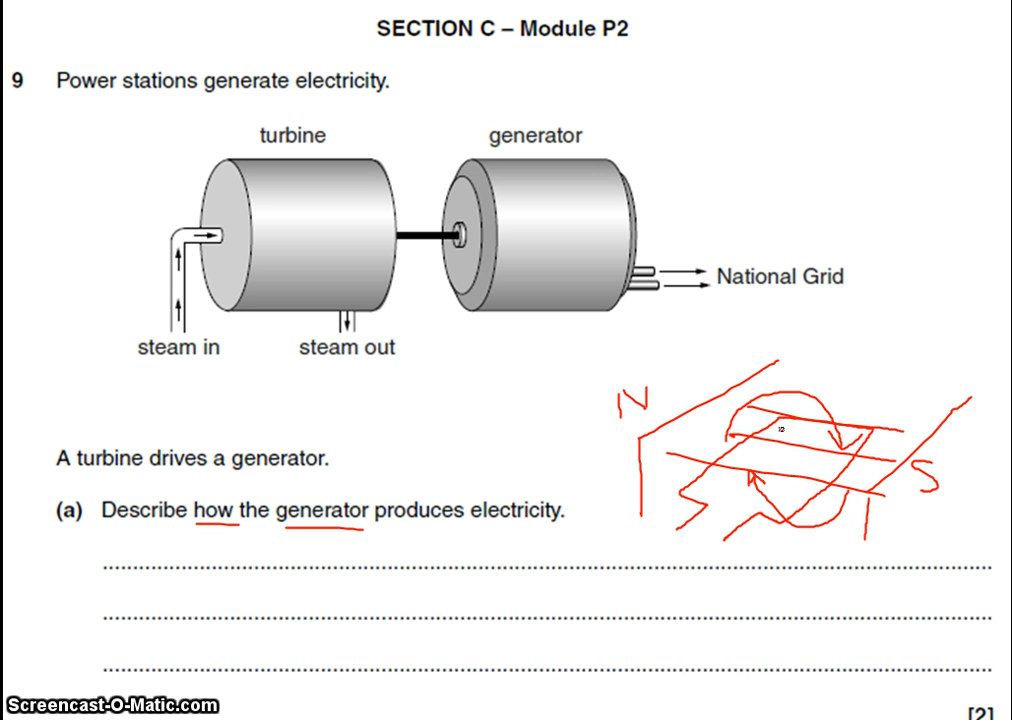 SECTION C – Module P2
9 Power stations generate electricity.
turbine generator
National Grid
steam in steam out
N
S
A turbine drives a generator.
(a) Describe how the generator produces electricity.
[2]
Screencast-O-Matic.com